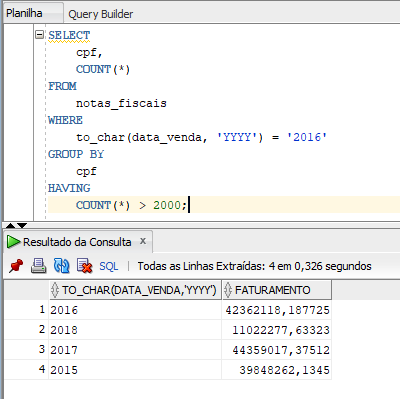 Planilha Query Builder
SELECT
cpf,
COUNT(*)
FROM
notas_fiscais
WHERE
to_char(data_venda, 'YYYY') = '2016'
GROUP BY
cpf
HAVING
COUNT(*) > 2000;
Resultado da Consulta x
SQL | Todas as Linhas Extraídas: 4 em 0,326 segundos
TO_CHAR(DATA_VENDA,'YYYY') FATURAMENTO
1 2016 42362118,187725
2 2018 11022277,63323
3 2017 44359017,37512
4 2015 39848262,1345